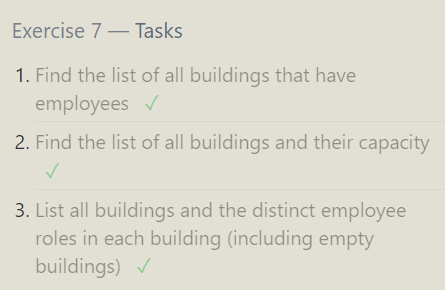 Exercise 7 — Tasks
1. Find the list of all buildings that have
employees ✓
2. Find the list of all buildings and their capacity
✓
3. List all buildings and the distinct employee
roles in each building (including empty
buildings) ✓